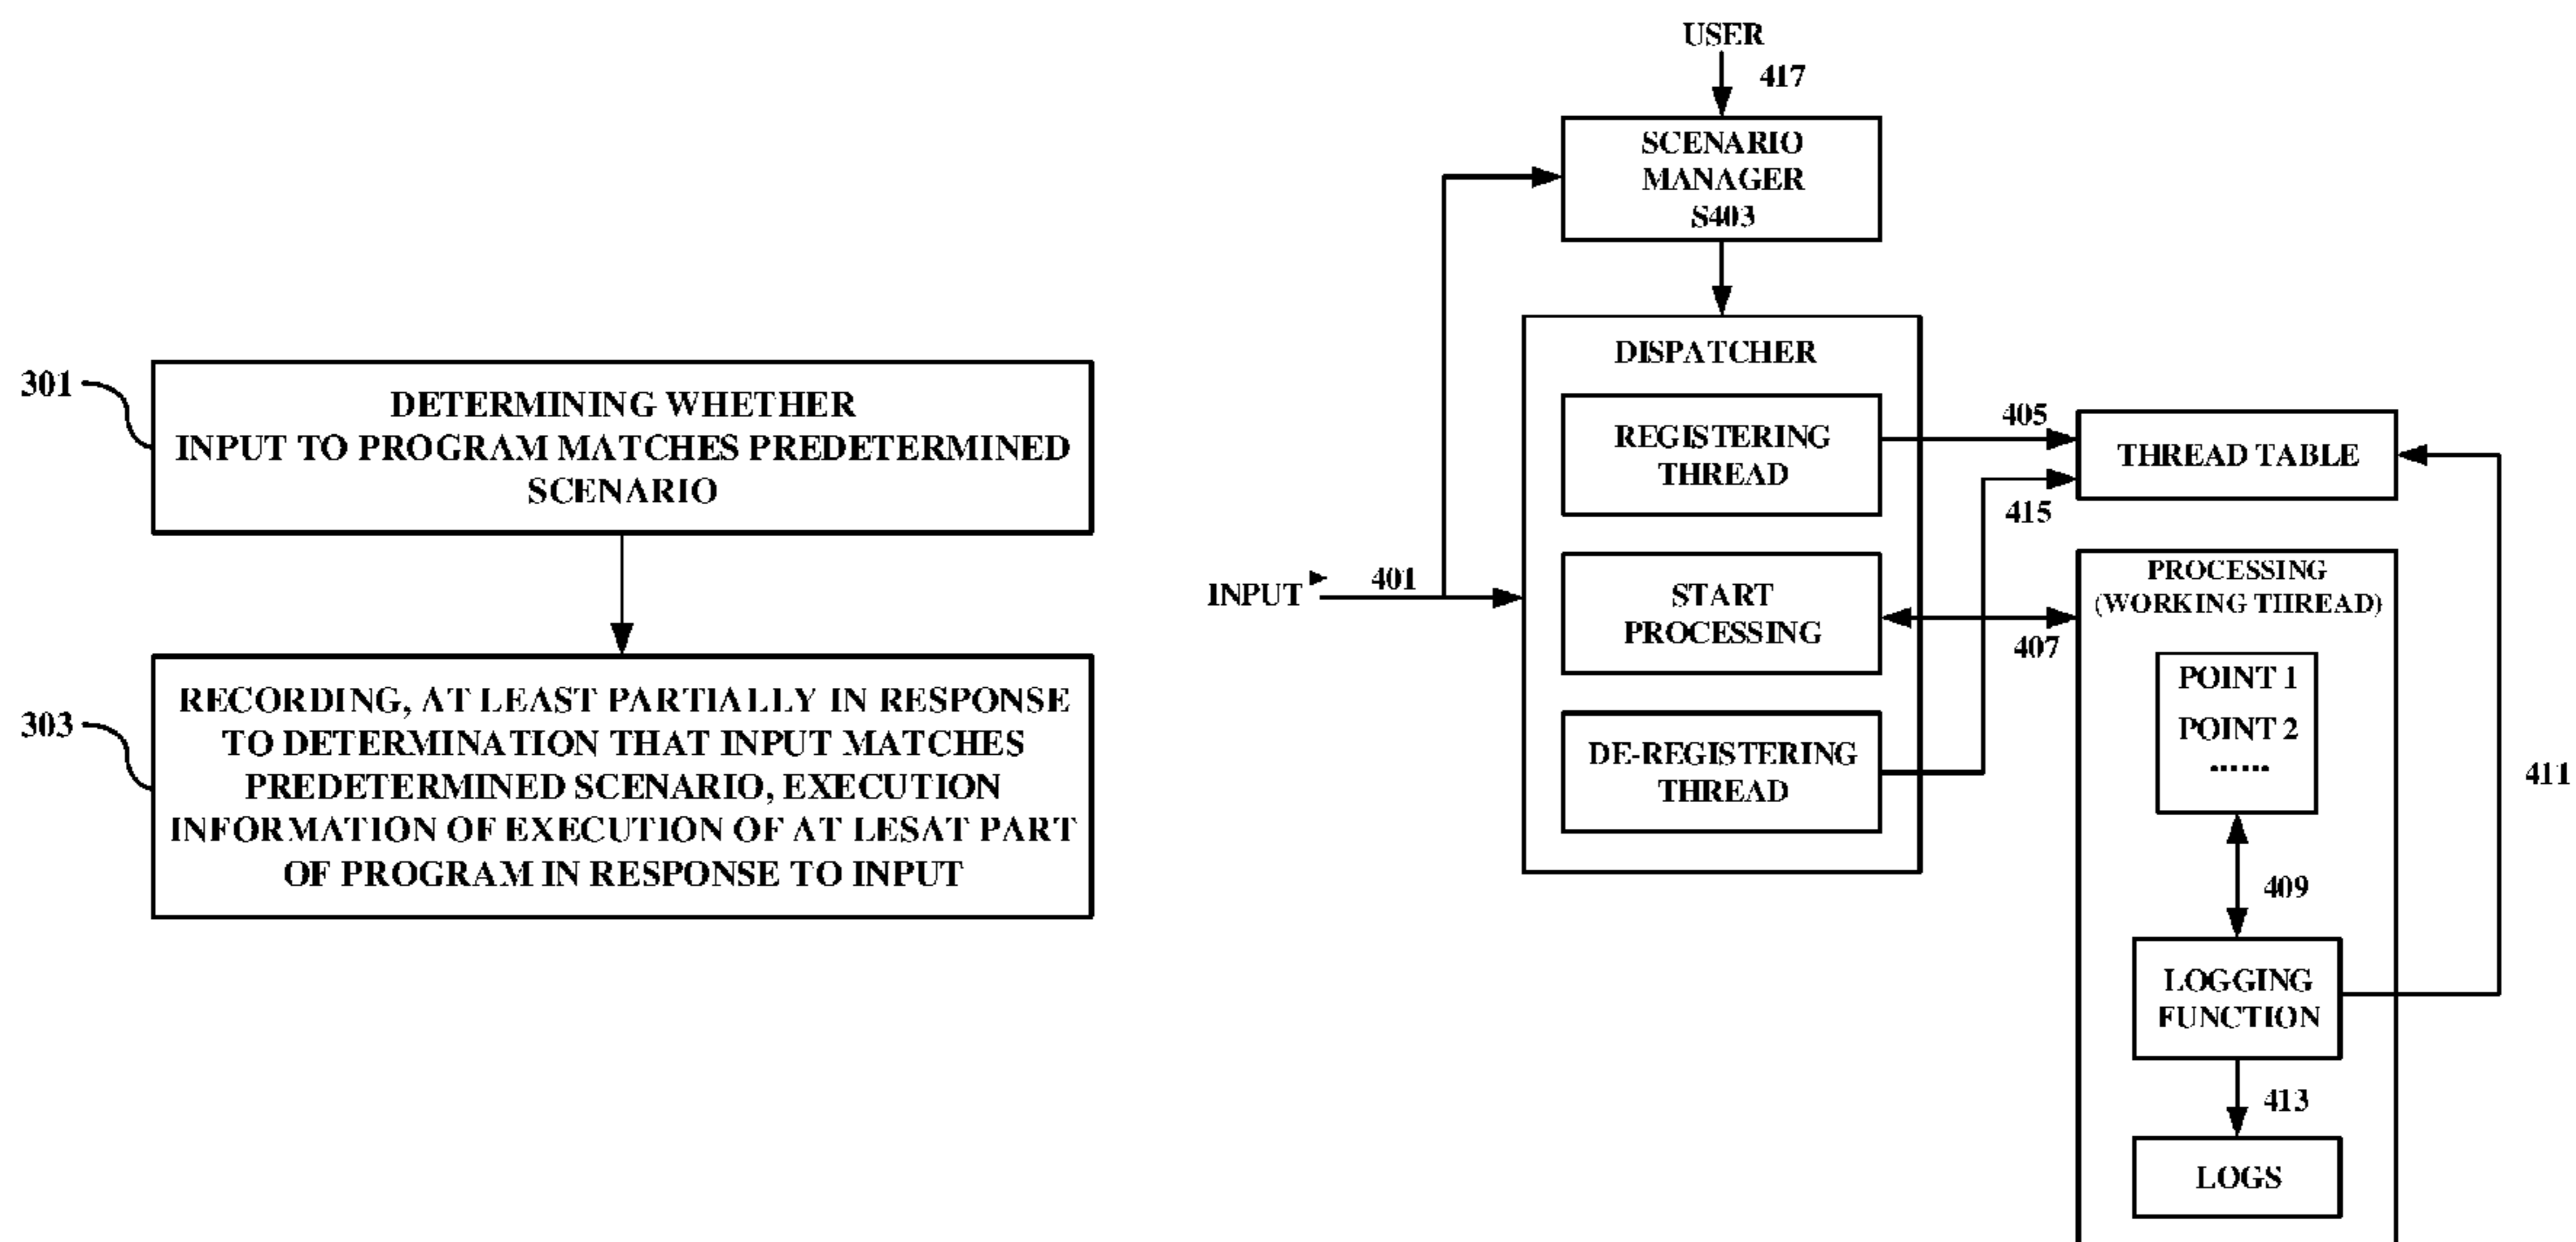 301
DETERMINING WHETHER
INPUT TO PROGRAM MATCHES PREDETERMINED
SCENARIO
303
RECORDING, AT LEAST PARTIALLY IN RESPONSE
TO DETERMINATION THAT INPUT MATCHES
PREDETERMINED SCENARIO, EXECUTION
INFORMATION OF EXECUTION OF AT LESAT PART
OF PROGRAM IN RESPONSE TO INPUT
USER
417
SCENARIO
MANAGER
S403
DISPATCHER
REGISTERING
THREAD
405
THREAD TABLE
415
INPUT
401
START
PROCESSING
407
DE-REGISTERING
THREAD
PROCESSING
(WORKING THREAD)
POINT 1
POINT 2
······
411
409
LOGGING
FUNCTION
413
LOGS